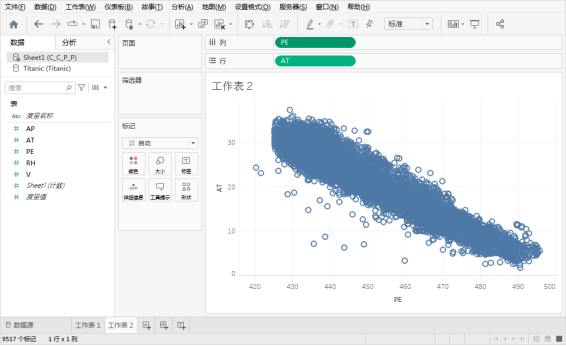 文件(F) 数据(D) 工作表(W) 仪表板(B) 故事(T) 分析(A) 地图(M) 设置格式(O) 服务器(S) 窗口(N) 帮助(H)
标准
数据 分析
Sheet1 (C_C_P_P)
Titanic (Titanic)
搜索
表
Abc 度量名称
AP
AT
PE
RH
V
Sheet1 (计数)
度量值
页面
筛选器
标记
自动
颜色 大小 标签
详细信息 工具提示 形状
列 PE
行 AT
工作表 2
AT
30
20
10
0
420 430 440 450 460 470 480 490 500
PE
数据源 工作表 1 工作表 2
9517 个标记 1 行 x 1 列